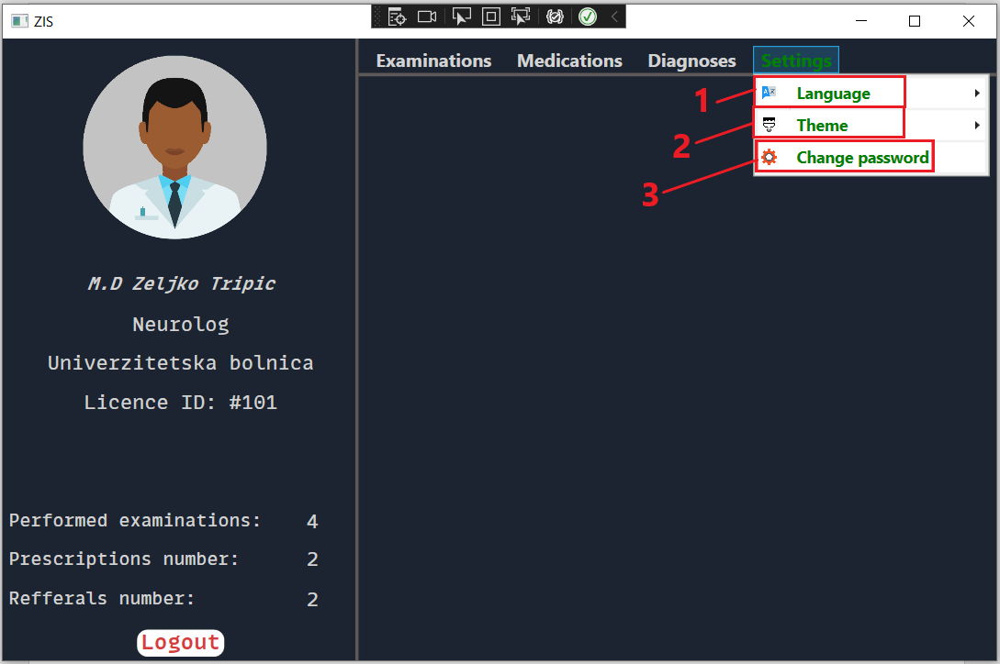 ZIS
Examinations Medications Diagnoses Settings
1 Language
2 Theme
3 Change password
M.D Zeljko Tripic
Neurolog
Univerzitetska bolnica
Licence ID: #101
Performed examinations: 4
Prescriptions number: 2
Refferals number: 2
Logout